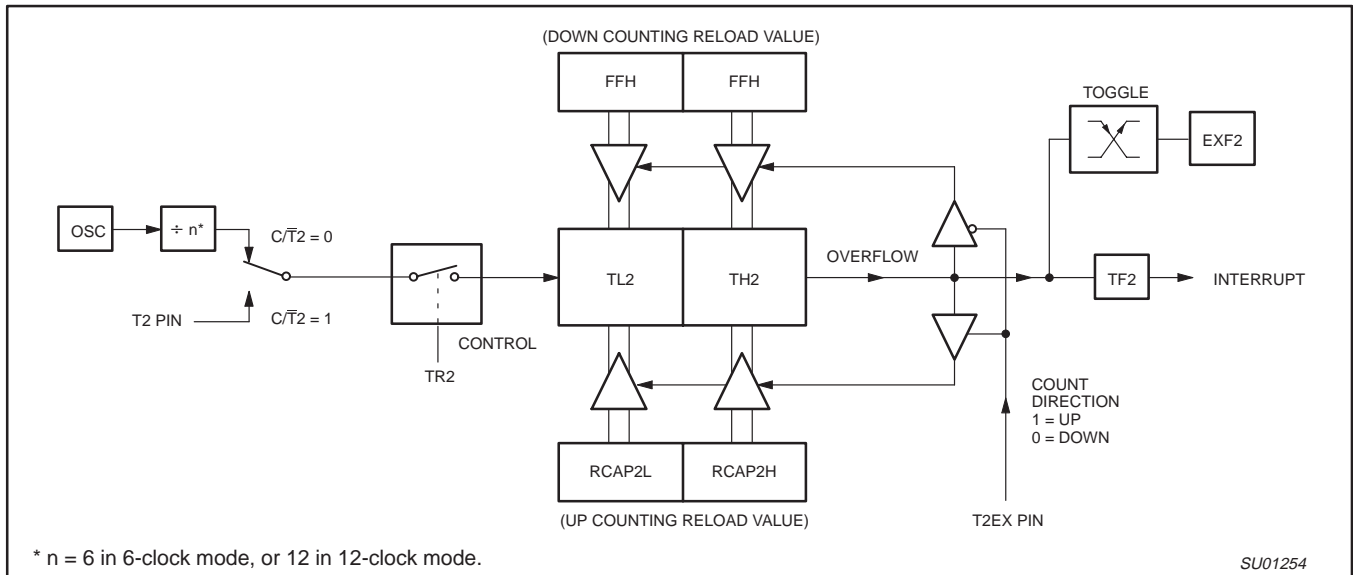 (DOWN COUNTING RELOAD VALUE)
FFH
FFH
TOGGLE
EXF2
OSC
÷ n*
C/T̅2 = 0
TL2
TH2
OVERFLOW
TF2
INTERRUPT
T2 PIN
C/T̅2 = 1
CONTROL
TR2
COUNT
DIRECTION
1 = UP
0 = DOWN
RCAP2L
RCAP2H
(UP COUNTING RELOAD VALUE)
T2EX PIN
* n = 6 in 6-clock mode, or 12 in 12-clock mode.
SU01254